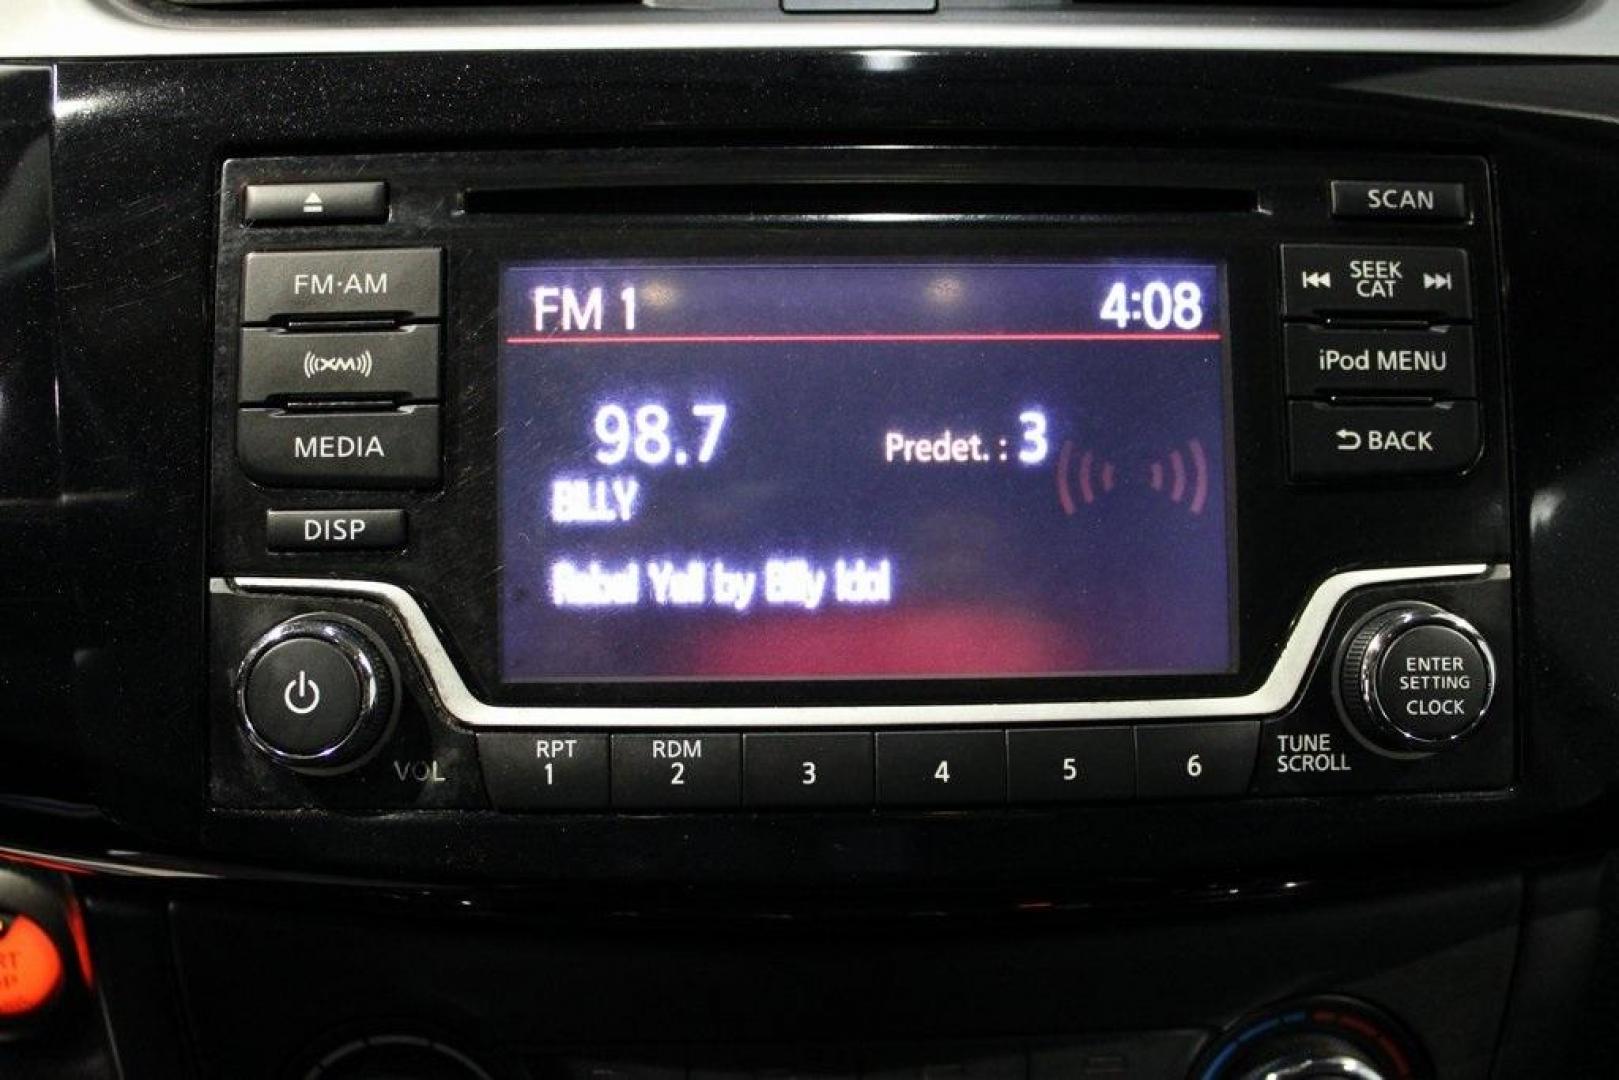 SCAN
FM·AM
SEEK
CAT
XM
iPod MENU
MEDIA
BACK
DISP
FM 1 4:08
98.7 Predet. : 3
BILLY
Rebel Yell by Billy Idol
VOL
RPT
1
RDM
2
3
4
5
6
TUNE
SCROLL
ENTER
SETTING
CLOCK